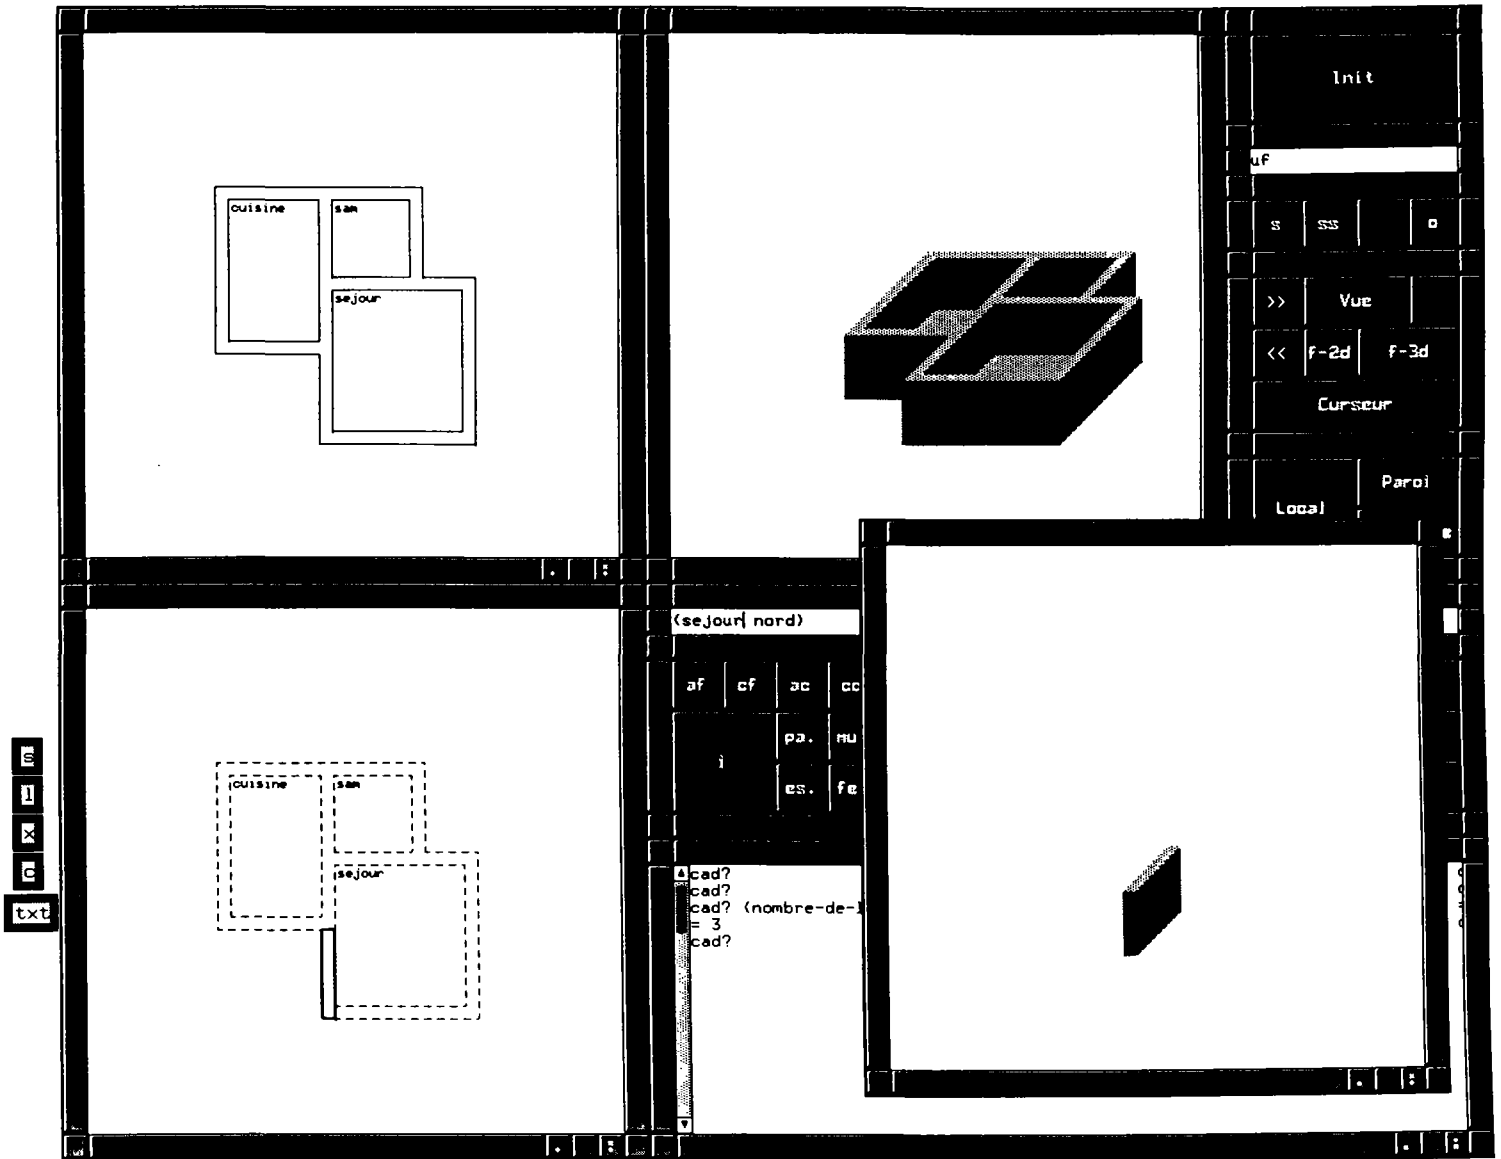 cuisine
sam
sejour
Init
uf
s
ss
>>
Vue
<<
f-2d
f-3d
Curseur
Local
Paroi
(sejour nord)
af
cf
ac
cc
pa.
mu
i
es.
fe
cad?
cad?
cad? (nombre-de-l
= 3
cad?
cuisine
sam
sejour
s
l
x
c
txt